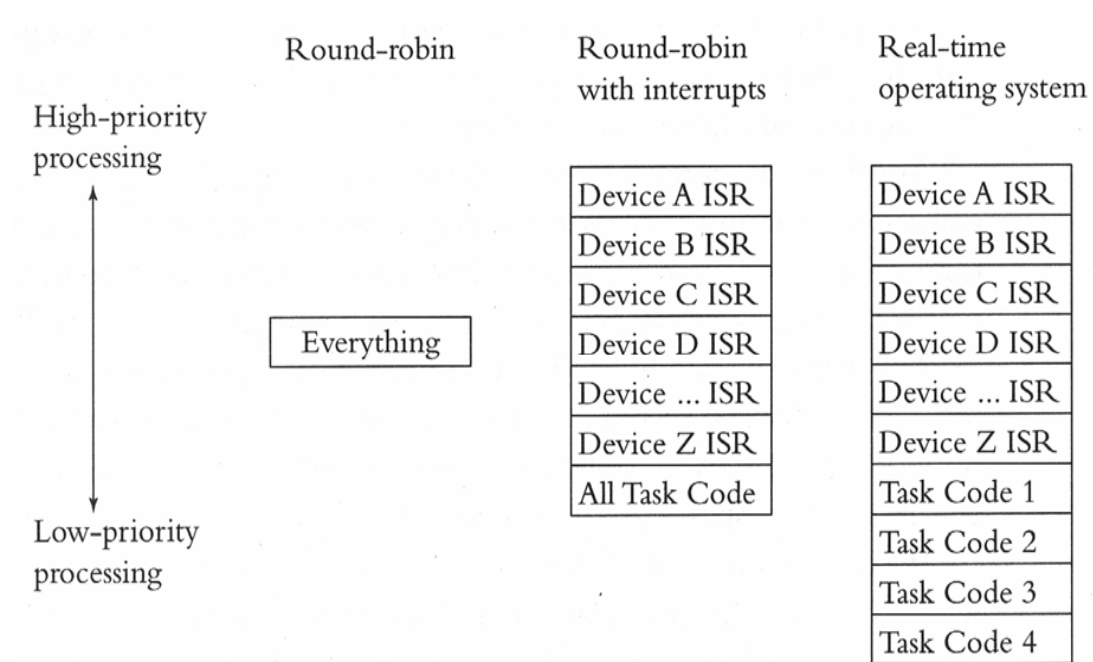 Round-robin
Round-robin
with interrupts
Real-time
operating system
High-priority
processing
Low-priority
processing
Everything
Device A ISR
Device B ISR
Device C ISR
Device D ISR
Device ... ISR
Device Z ISR
All Task Code
Device A ISR
Device B ISR
Device C ISR
Device D ISR
Device ... ISR
Device Z ISR
Task Code 1
Task Code 2
Task Code 3
Task Code 4